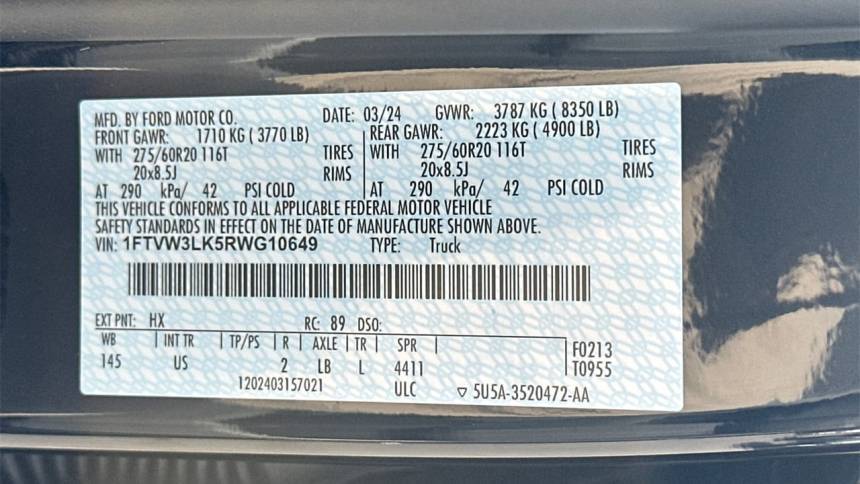 MFD. BY FORD MOTOR CO. DATE: 03/24 GVWR: 3787 KG ( 8350 LB)
FRONT GAWR: 1710 KG ( 3770 LB) REAR GAWR: 2223 KG ( 4900 LB)
WITH 275/60R20 116T TIRES WITH 275/60R20 116T TIRES
20x8.5J RIMS 20x8.5J RIMS
AT 290 kPa/ 42 PSI COLD AT 290 kPa/ 42 PSI COLD
THIS VEHICLE CONFORMS TO ALL APPLICABLE FEDERAL MOTOR VEHICLE
SAFETY STANDARDS IN EFFECT ON THE DATE OF MANUFACTURE SHOWN ABOVE.
VIN: 1FTVW3LK5RWG10649 TYPE: Truck
EXT PNT: HX RC: 89 DSO:
WB INT TR TP/PS R AXLE TR SPR F0213
145 US 2 LB L 4411 T0955
1202403157021 ULC ▽ 5U5A-3520472-AA